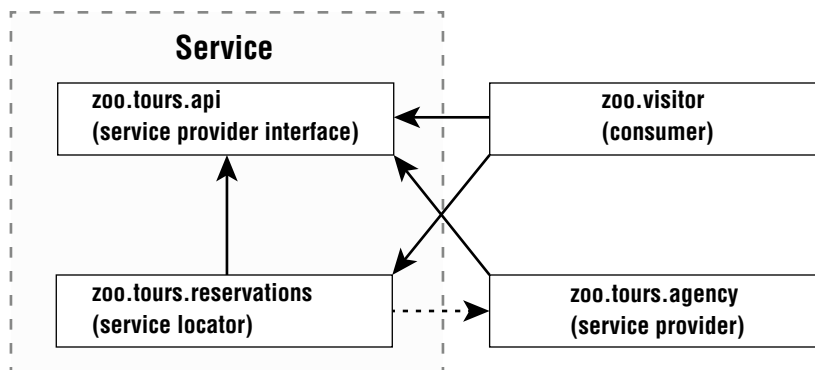 Service
zoo.tours.api
(service provider interface)
zoo.visitor
(consumer)
zoo.tours.reservations
(service locator)
zoo.tours.agency
(service provider)